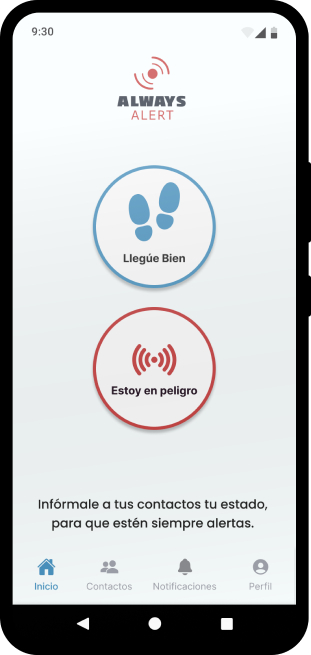 9:30
ALWAYS
ALERT
Llegúe Bien
Estoy en peligro
Infórmale a tus contactos tu estado,
para que estén siempre alertas.
Inicio Contactos Notificaciones Perfil